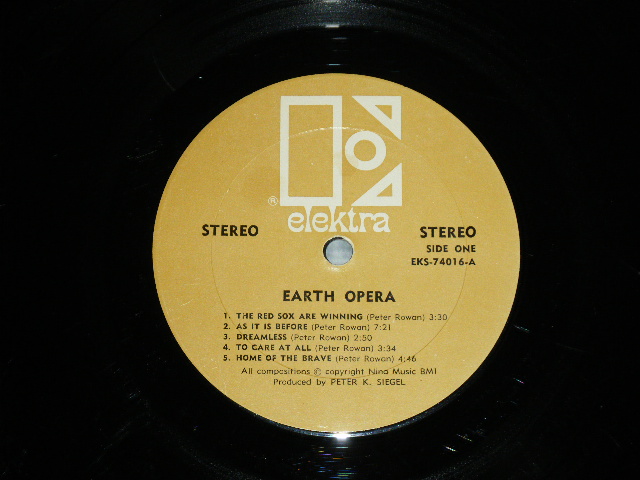 ® elektra
STEREO
STEREO
SIDE ONE
EKS-74016-A
EARTH OPERA
1. THE RED SOX ARE WINNING (Peter Rowan) 3:30
2. AS IT IS BEFORE (Peter Rowan) 7:21
3. DREAMLESS (Peter Rowan) 2:50
4. TO CARE AT ALL (Peter Rowan) 3:34
5. HOME OF THE BRAVE (Peter Rowan) 4:46
All compositions © copyright Nina Music BMI
Produced by PETER K. SIEGEL